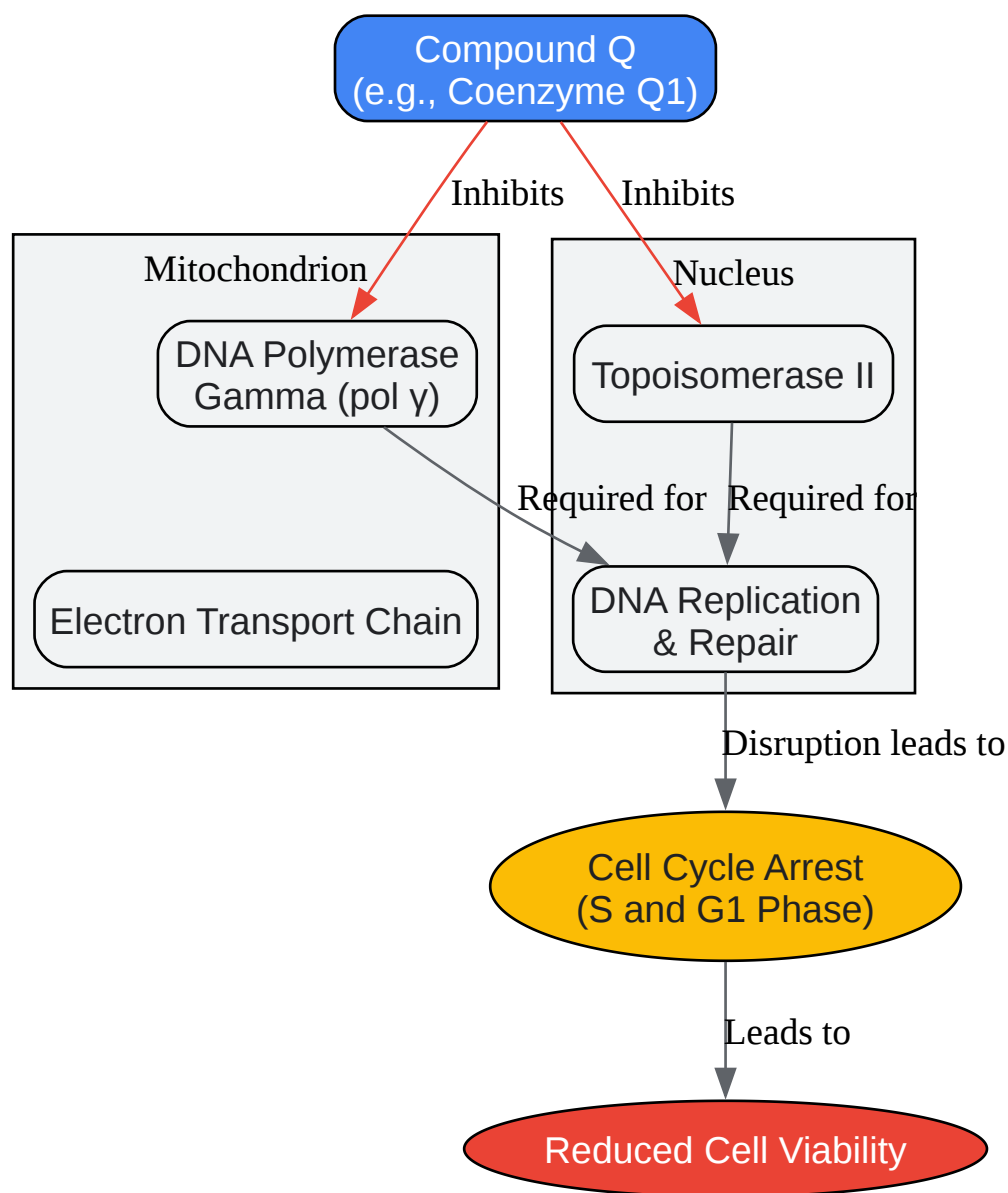 Compound Q
(e.g., Coenzyme Q1)
Inhibits
Inhibits
Mitochondrion
Nucleus
DNA Polymerase
Gamma (pol γ)
Topoisomerase II
Required for
Required for
Electron Transport Chain
DNA Replication
& Repair
Disruption leads to
Cell Cycle Arrest
(S and G1 Phase)
Leads to
Reduced Cell Viability